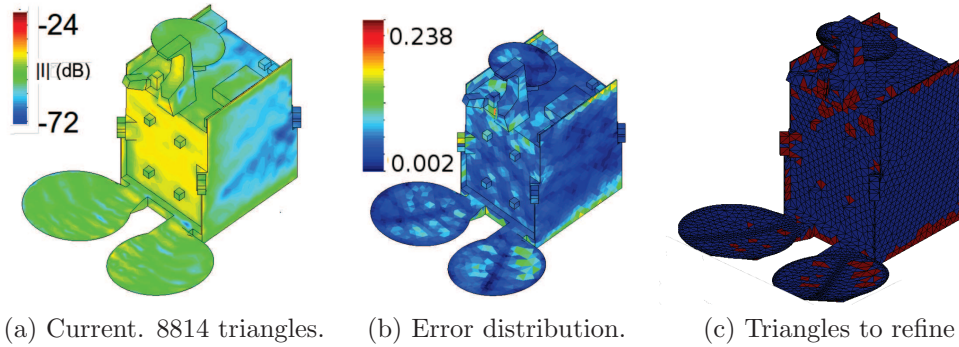 -24
|I| (dB)
-72
0.238
0.002
(a) Current. 8814 triangles.
(b) Error distribution.
(c) Triangles to refine